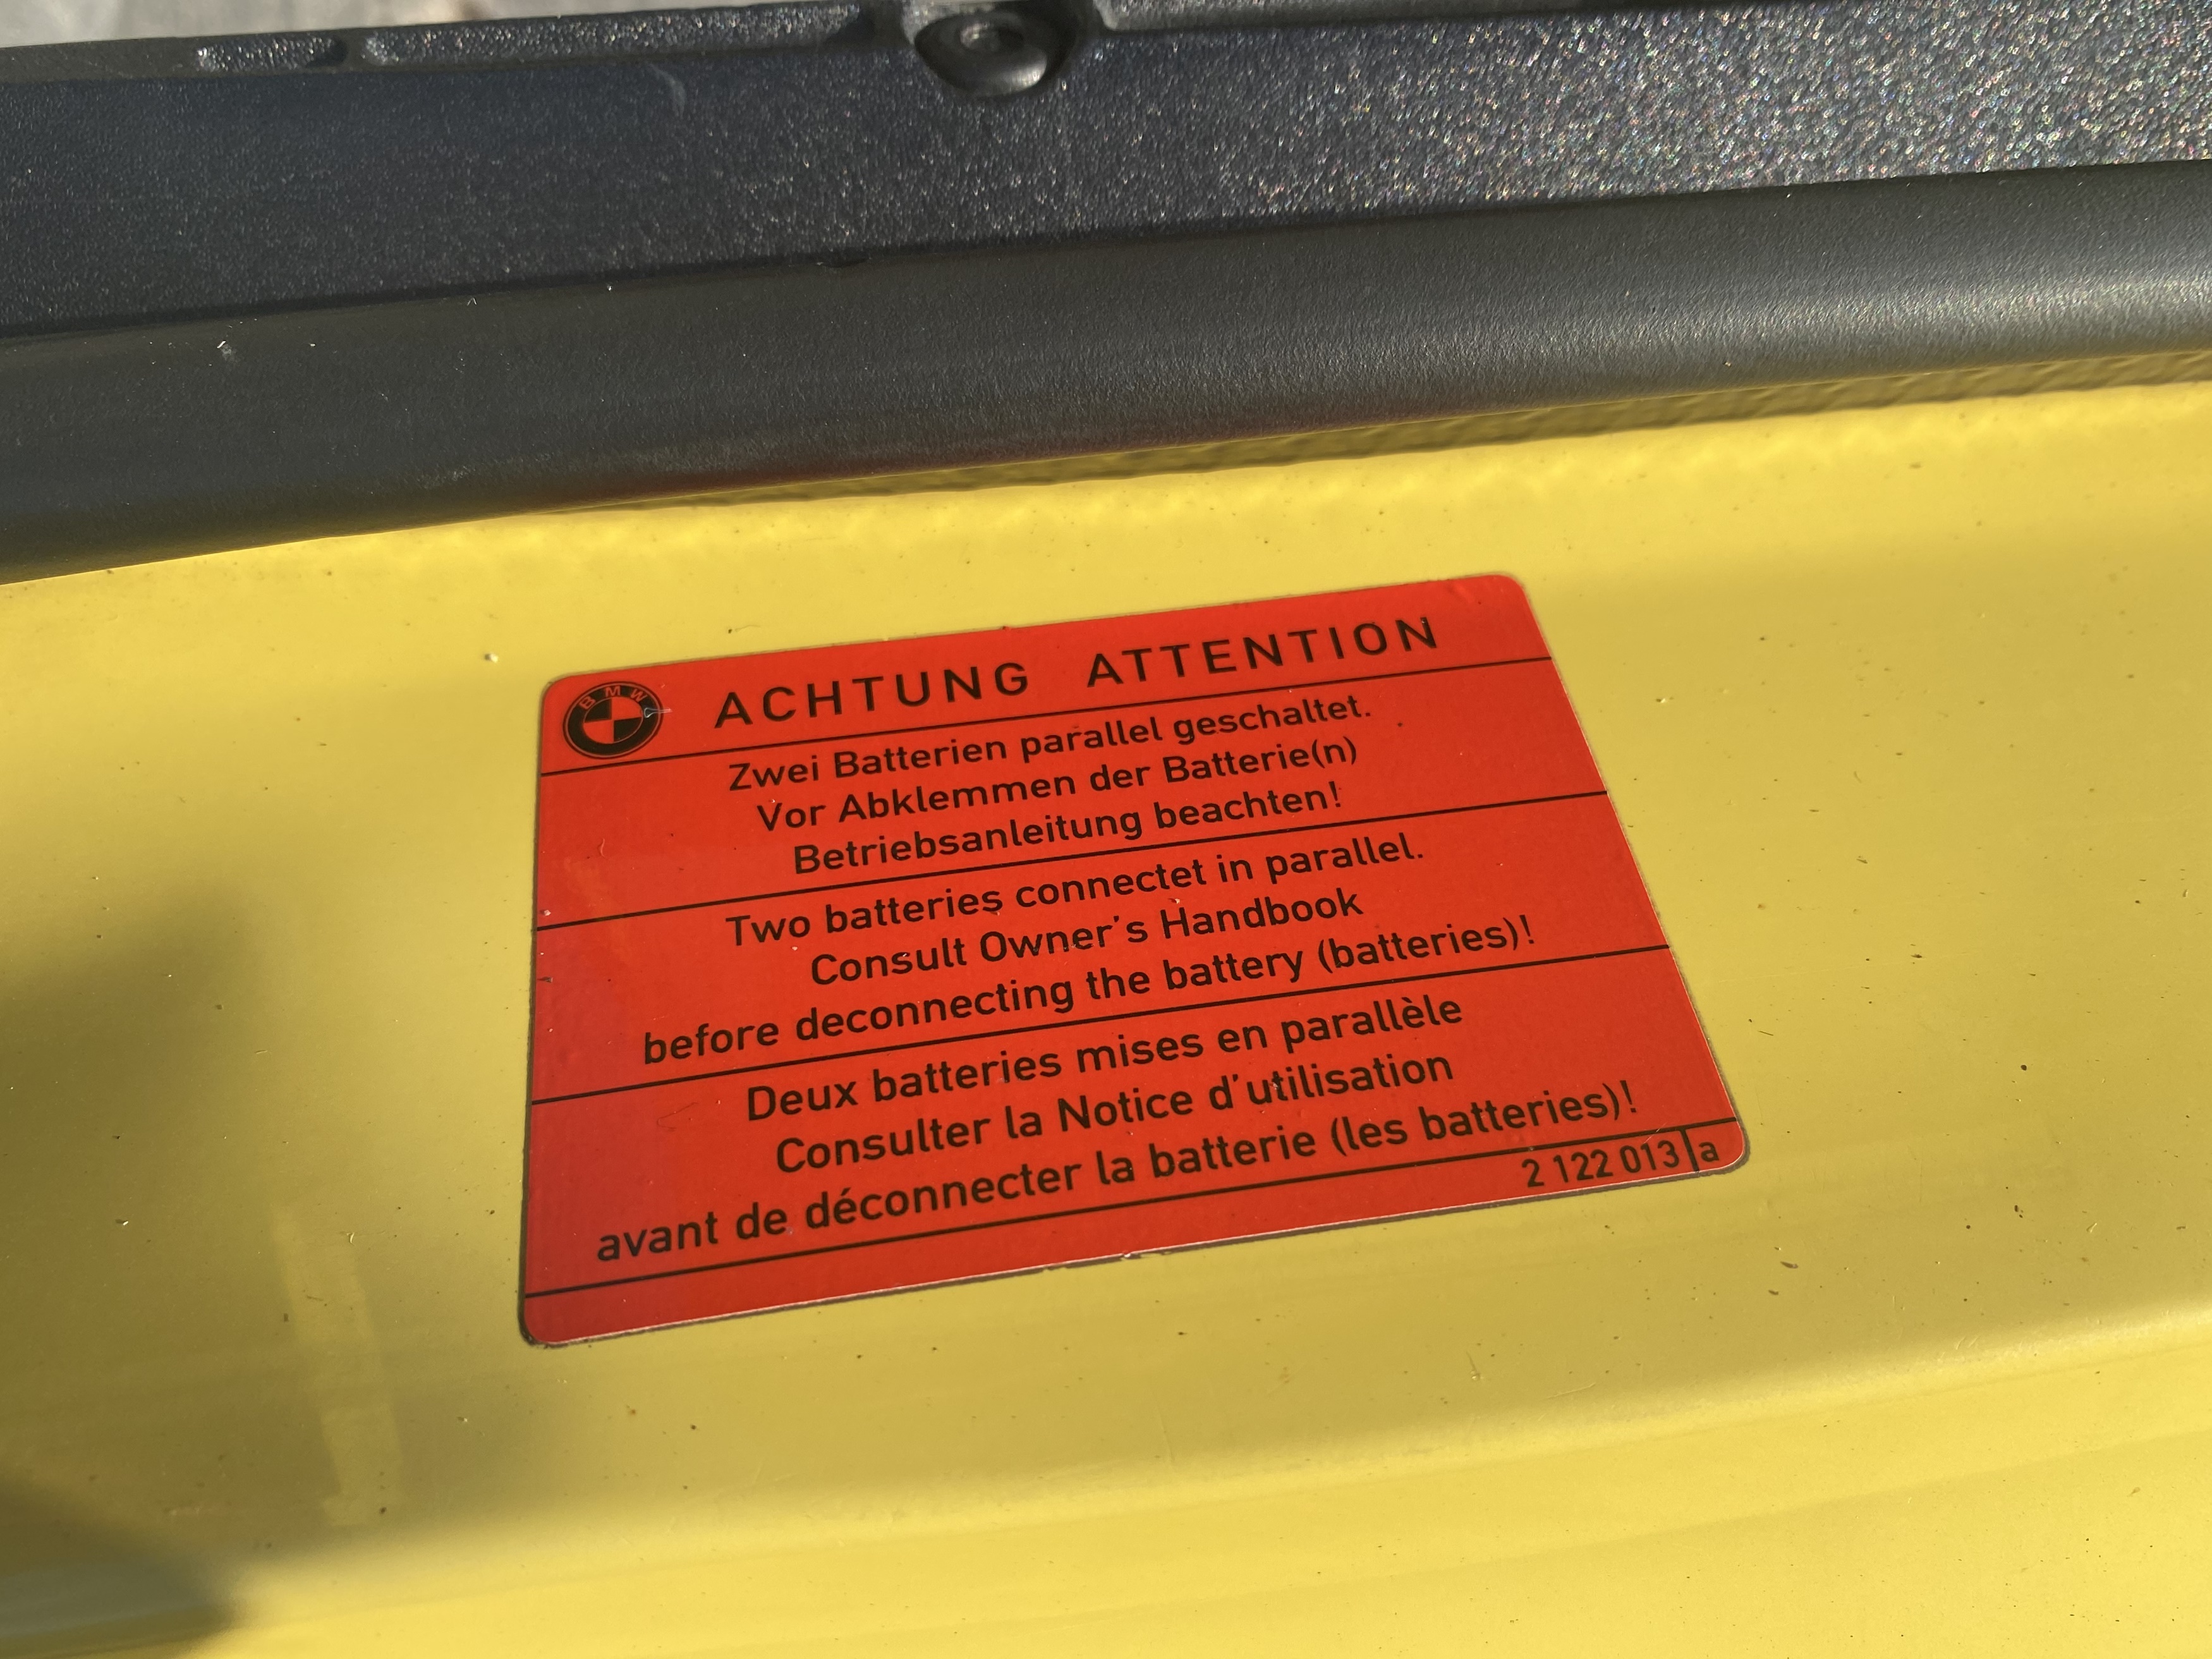 BMW ACHTUNG ATTENTION
Zwei Batterien parallel geschaltet.
Vor Abklemmen der Batterie(n)
Betriebsanleitung beachten!
Two batteries connectet in parallel.
Consult Owner's Handbook
before deconnecting the battery (batteries)!
Deux batteries mises en parallèle
Consulter la Notice d'utilisation
avant de déconnecter la batterie (les batteries)!
2 122 013 a